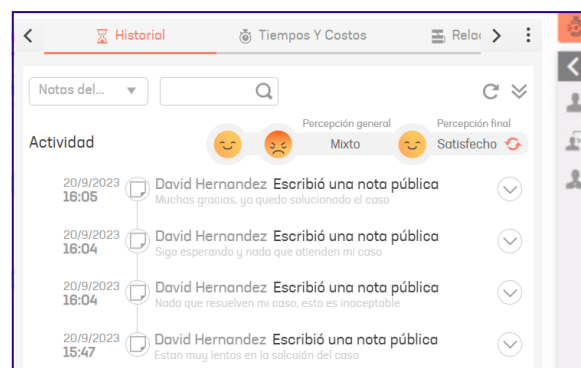 Historial
Tiempos Y Costos
Notas del...
Percepción general
Percepción final
Actividad
Mixto
Satisfecho
20/9/2023
16:05
David Hernandez Escribió una nota pública
Muchas gracias, ya quedo solucionado el caso
20/9/2023
16:04
David Hernandez Escribió una nota pública
Sigo esperando y nada que atienden mi caso
20/9/2023
16:04
David Hernandez Escribió una nota pública
Nada que resuelven mi caso, esto es inaceptable
20/9/2023
15:47
David Hernandez Escribió una nota pública
Estan muy lentos en la solcuión del caso